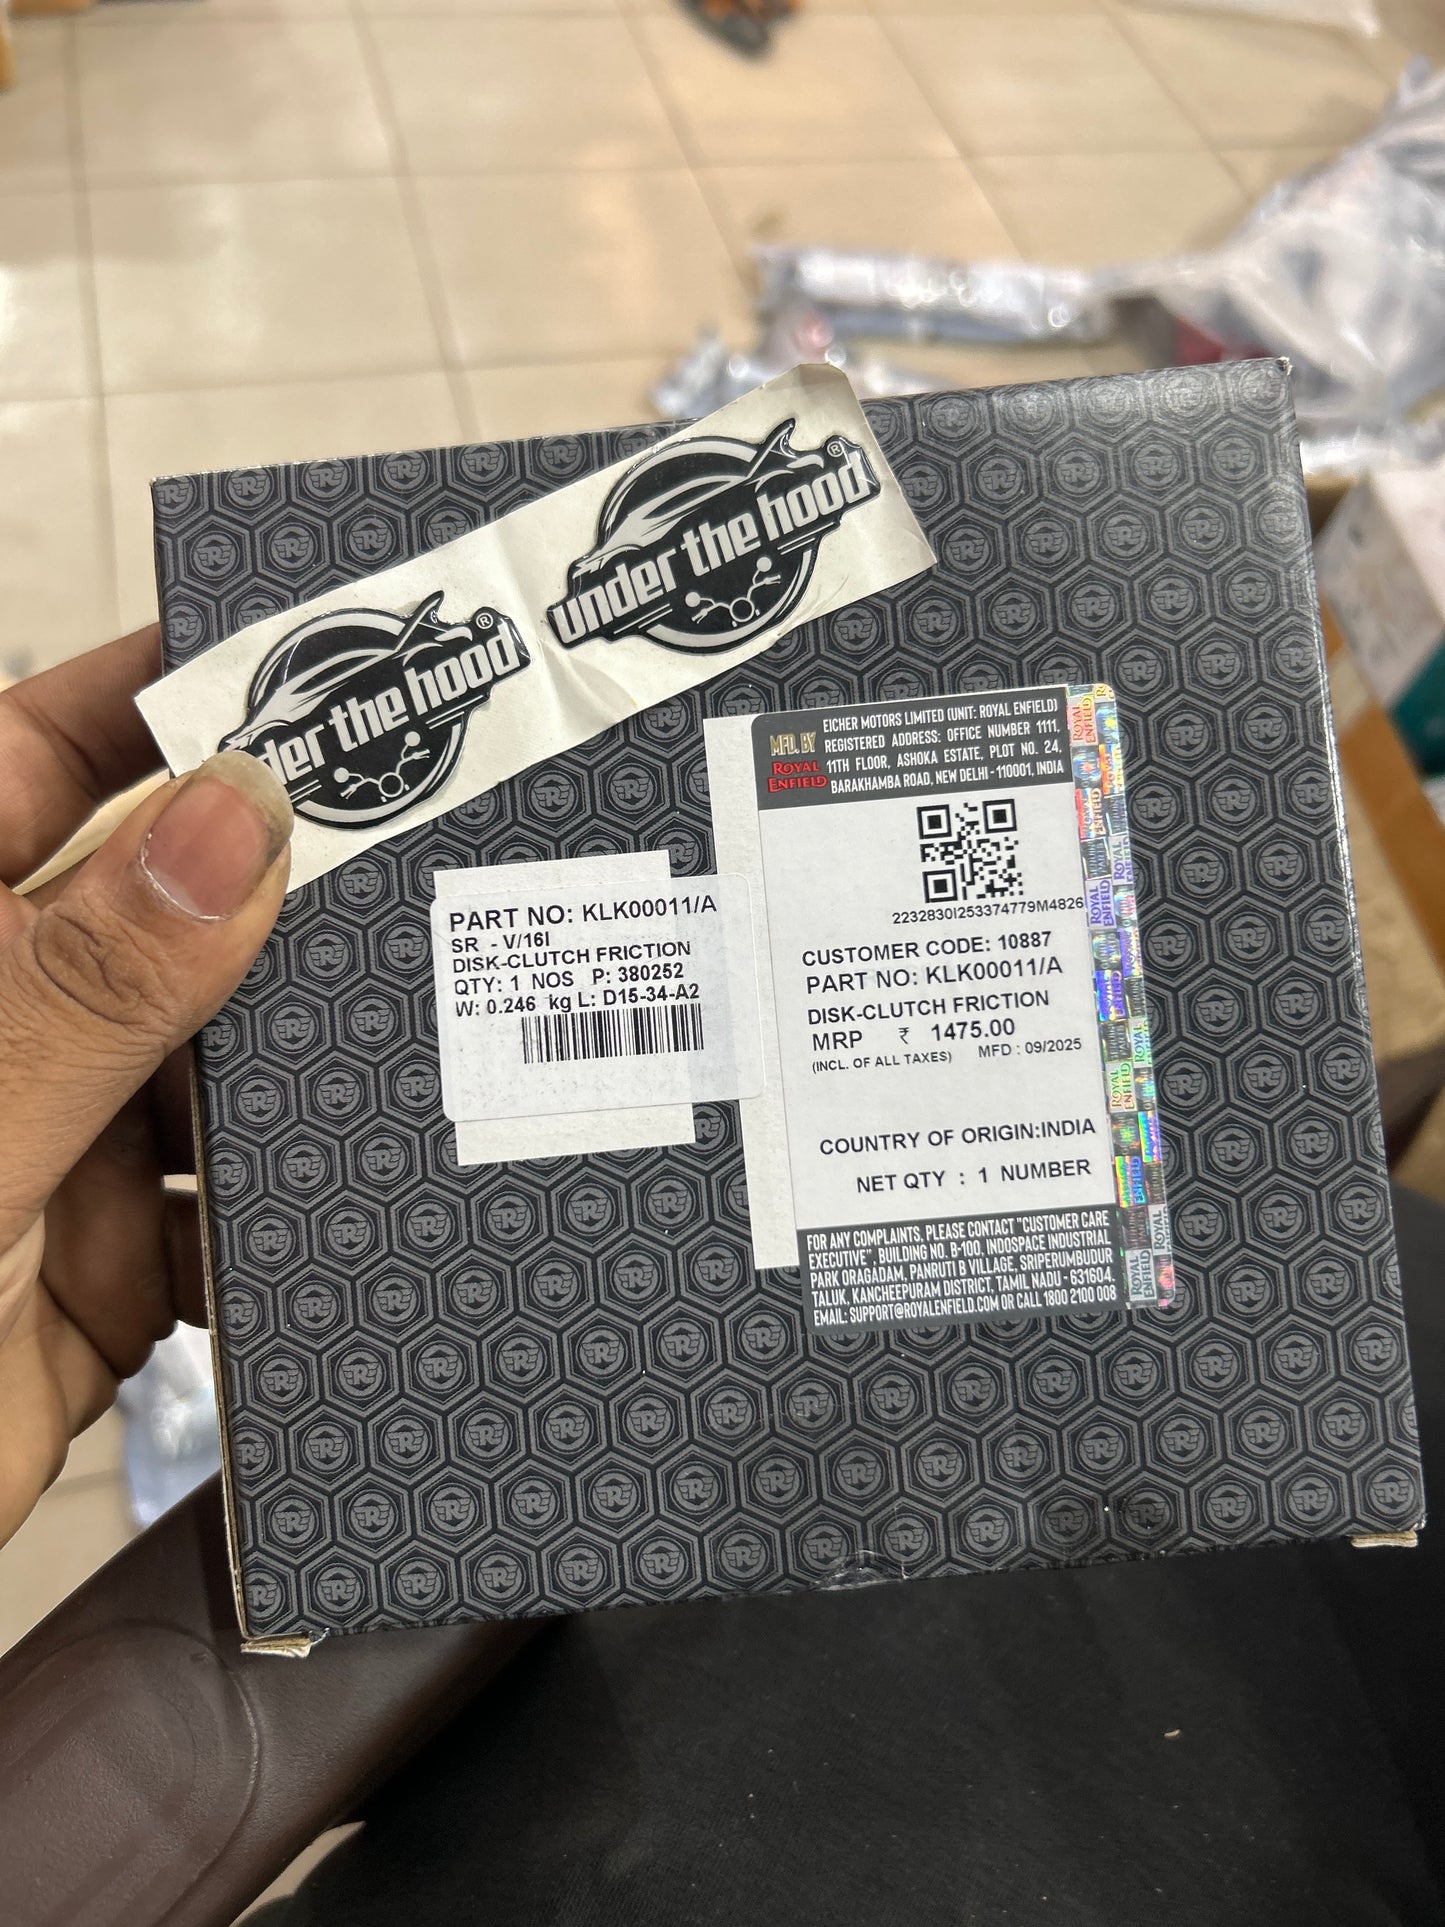 under the hood
®
der the hood
®
MFD. BY
ROYAL
ENFIELD
EICHER MOTORS LIMITED (UNIT: ROYAL ENFIELD)
REGISTERED ADDRESS: OFFICE NUMBER 1111,
11TH FLOOR, ASHOKA ESTATE, PLOT NO. 24,
BARAKHAMBA ROAD, NEW DELHI - 110001, INDIA
2232830I253374779M4826
CUSTOMER CODE: 10887
PART NO: KLK00011/A
DISK-CLUTCH FRICTION
MRP ₹ 1475.00
(INCL. OF ALL TAXES) MFD : 09/2025
COUNTRY OF ORIGIN:INDIA
NET QTY : 1 NUMBER
FOR ANY COMPLAINTS, PLEASE CONTACT "CUSTOMER CARE
EXECUTIVE", BUILDING NO. B-100, INDOSPACE INDUSTRIAL
PARK ORAGADAM, PANRUTI B VILLAGE, SRIPERUMBUDUR
TALUK, KANCHEEPURAM DISTRICT, TAMIL NADU - 631604.
EMAIL: SUPPORT@ROYALENFIELD.COM OR CALL 1800 2100 008
PART NO: KLK00011/A
SR - V/16I
DISK-CLUTCH FRICTION
QTY: 1 NOS P: 380252
W: 0.246 kg L: D15-34-A2
ROYAL
ENFIELD